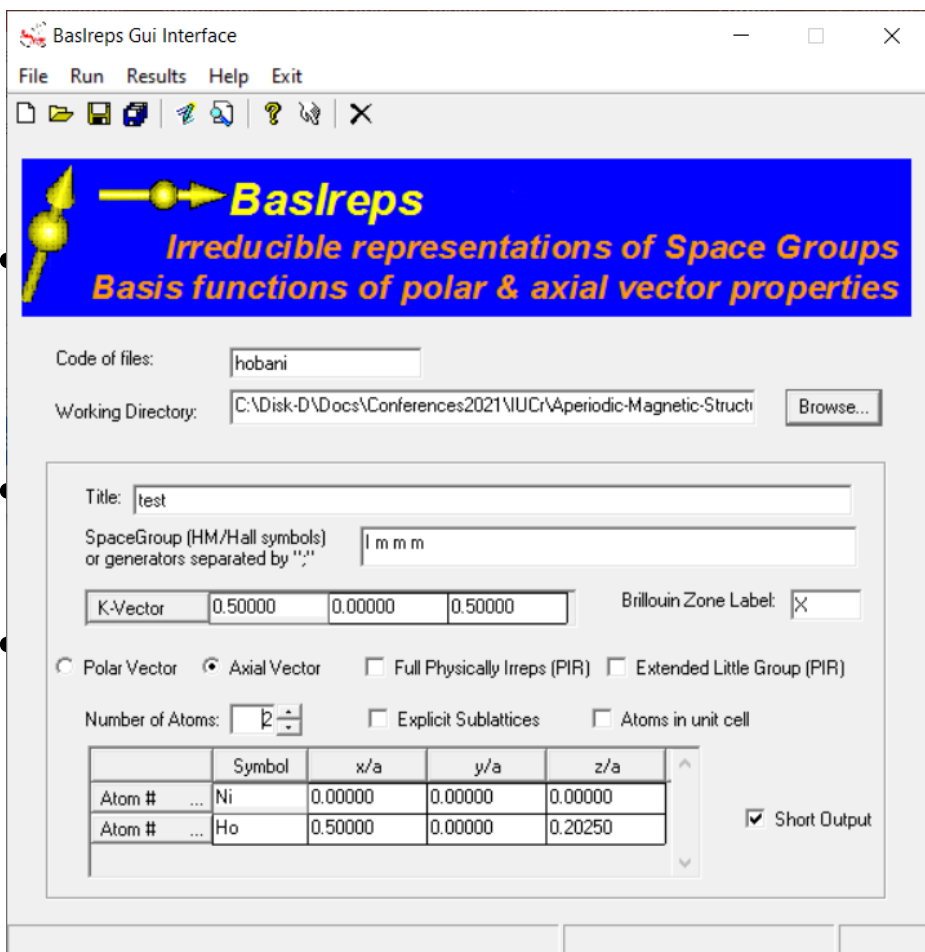 BasIreps Gui Interface
File Run Results Help Exit
BasIreps
Irreducible representations of Space Groups
Basis functions of polar & axial vector properties
Code of files: hobani
Working Directory: C:\Disk-D\Docs\Conferences2021\IUCr\Aperiodic-Magnetic-Struct Browse...
Title: test
SpaceGroup (HM/Hall symbols)
or generators separated by ";" I m m m
K-Vector 0.50000 0.00000 0.50000 Brillouin Zone Label: X
Polar Vector Axial Vector Full Physically Irreps (PIR) Extended Little Group (PIR)
Number of Atoms: 2 Explicit Sublattices Atoms in unit cell
Symbol x/a y/a z/a
Atom # ... Ni 0.00000 0.00000 0.00000
Atom # ... Ho 0.50000 0.00000 0.20250
Short Output